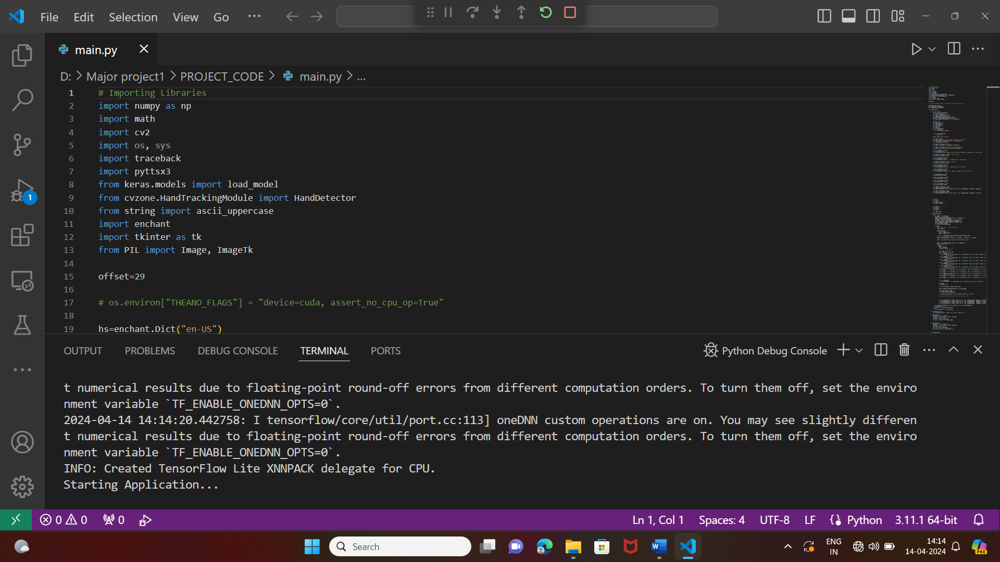 File Edit Selection View Go ...
main.py
D: > Major project1 > PROJECT_CODE > main.py > ...
1 # Importing Libraries
2 import numpy as np
3 import math
4 import cv2
5 import os, sys
6 import traceback
7 import pyttsx3
8 from keras.models import load_model
9 from cvzone.HandTrackingModule import HandDetector
10 from string import ascii_uppercase
11 import enchant
12 import tkinter as tk
13 from PIL import Image, ImageTk
14
15 offset=29
16
17 # os.environ["THEANO_FLAGS"] = "device=cuda, assert_no_cpu_op=True"
18
19 hs=enchant.Dict("en-US")
1
OUTPUT PROBLEMS DEBUG CONSOLE TERMINAL PORTS Python Debug Console
t numerical results due to floating-point round-off errors from different computation orders. To turn them off, set the enviro
nment variable `TF_ENABLE_ONEDNN_OPTS=0`.
2024-04-14 14:14:20.442758: I tensorflow/core/util/port.cc:113] oneDNN custom operations are on. You may see slightly differen
t numerical results due to floating-point round-off errors from different computation orders. To turn them off, set the enviro
nment variable `TF_ENABLE_ONEDNN_OPTS=0`.
INFO: Created TensorFlow Lite XNNPACK delegate for CPU.
Starting Application...
0 0 0 Ln 1, Col 1 Spaces: 4 UTF-8 LF Python 3.11.1 64-bit
Search
W
ENG
IN
14:14
14-04-2024
PRE